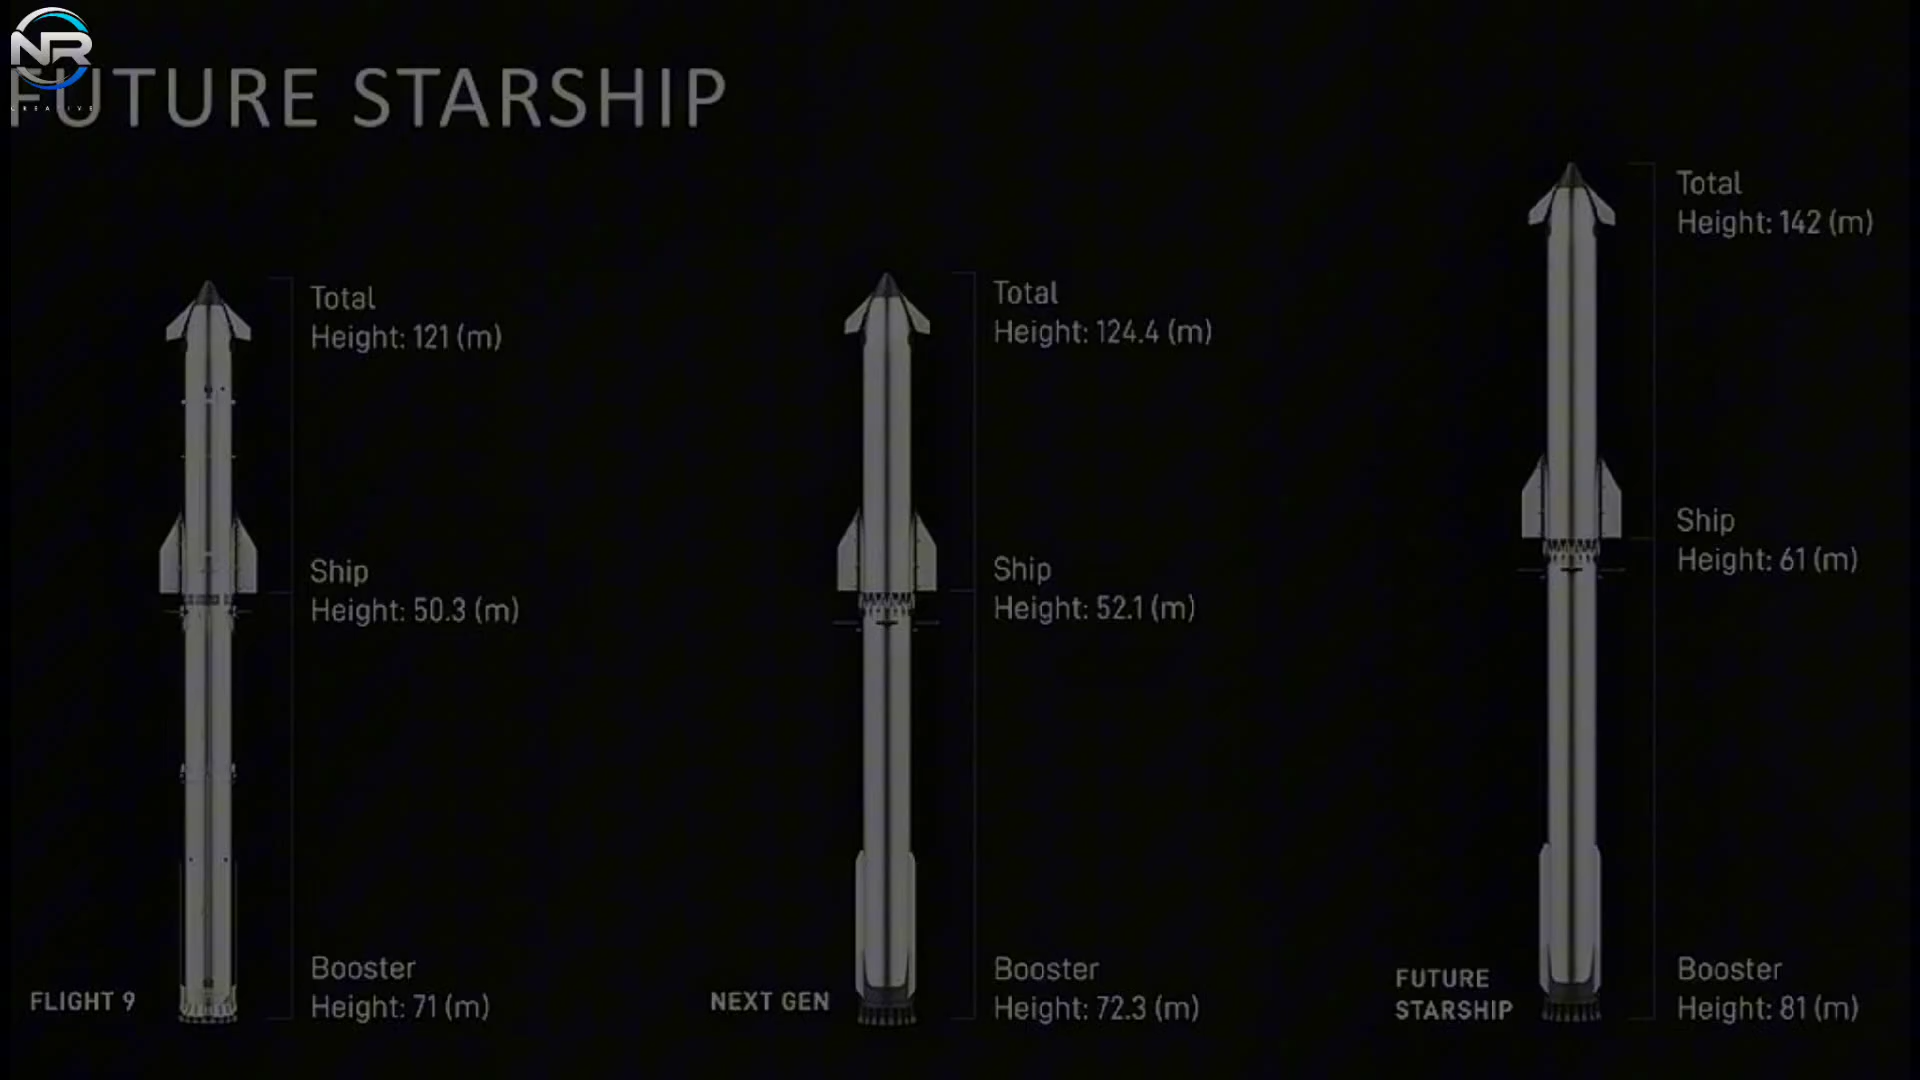 NR
CREATIVE
FUTURE STARSHIP
Total
Height: 121 (m)
Ship
Height: 50.3 (m)
Booster
Height: 71 (m)
FLIGHT 9
Total
Height: 124.4 (m)
Ship
Height: 52.1 (m)
Booster
Height: 72.3 (m)
NEXT GEN
Total
Height: 142 (m)
Ship
Height: 61 (m)
Booster
Height: 81 (m)
FUTURE
STARSHIP